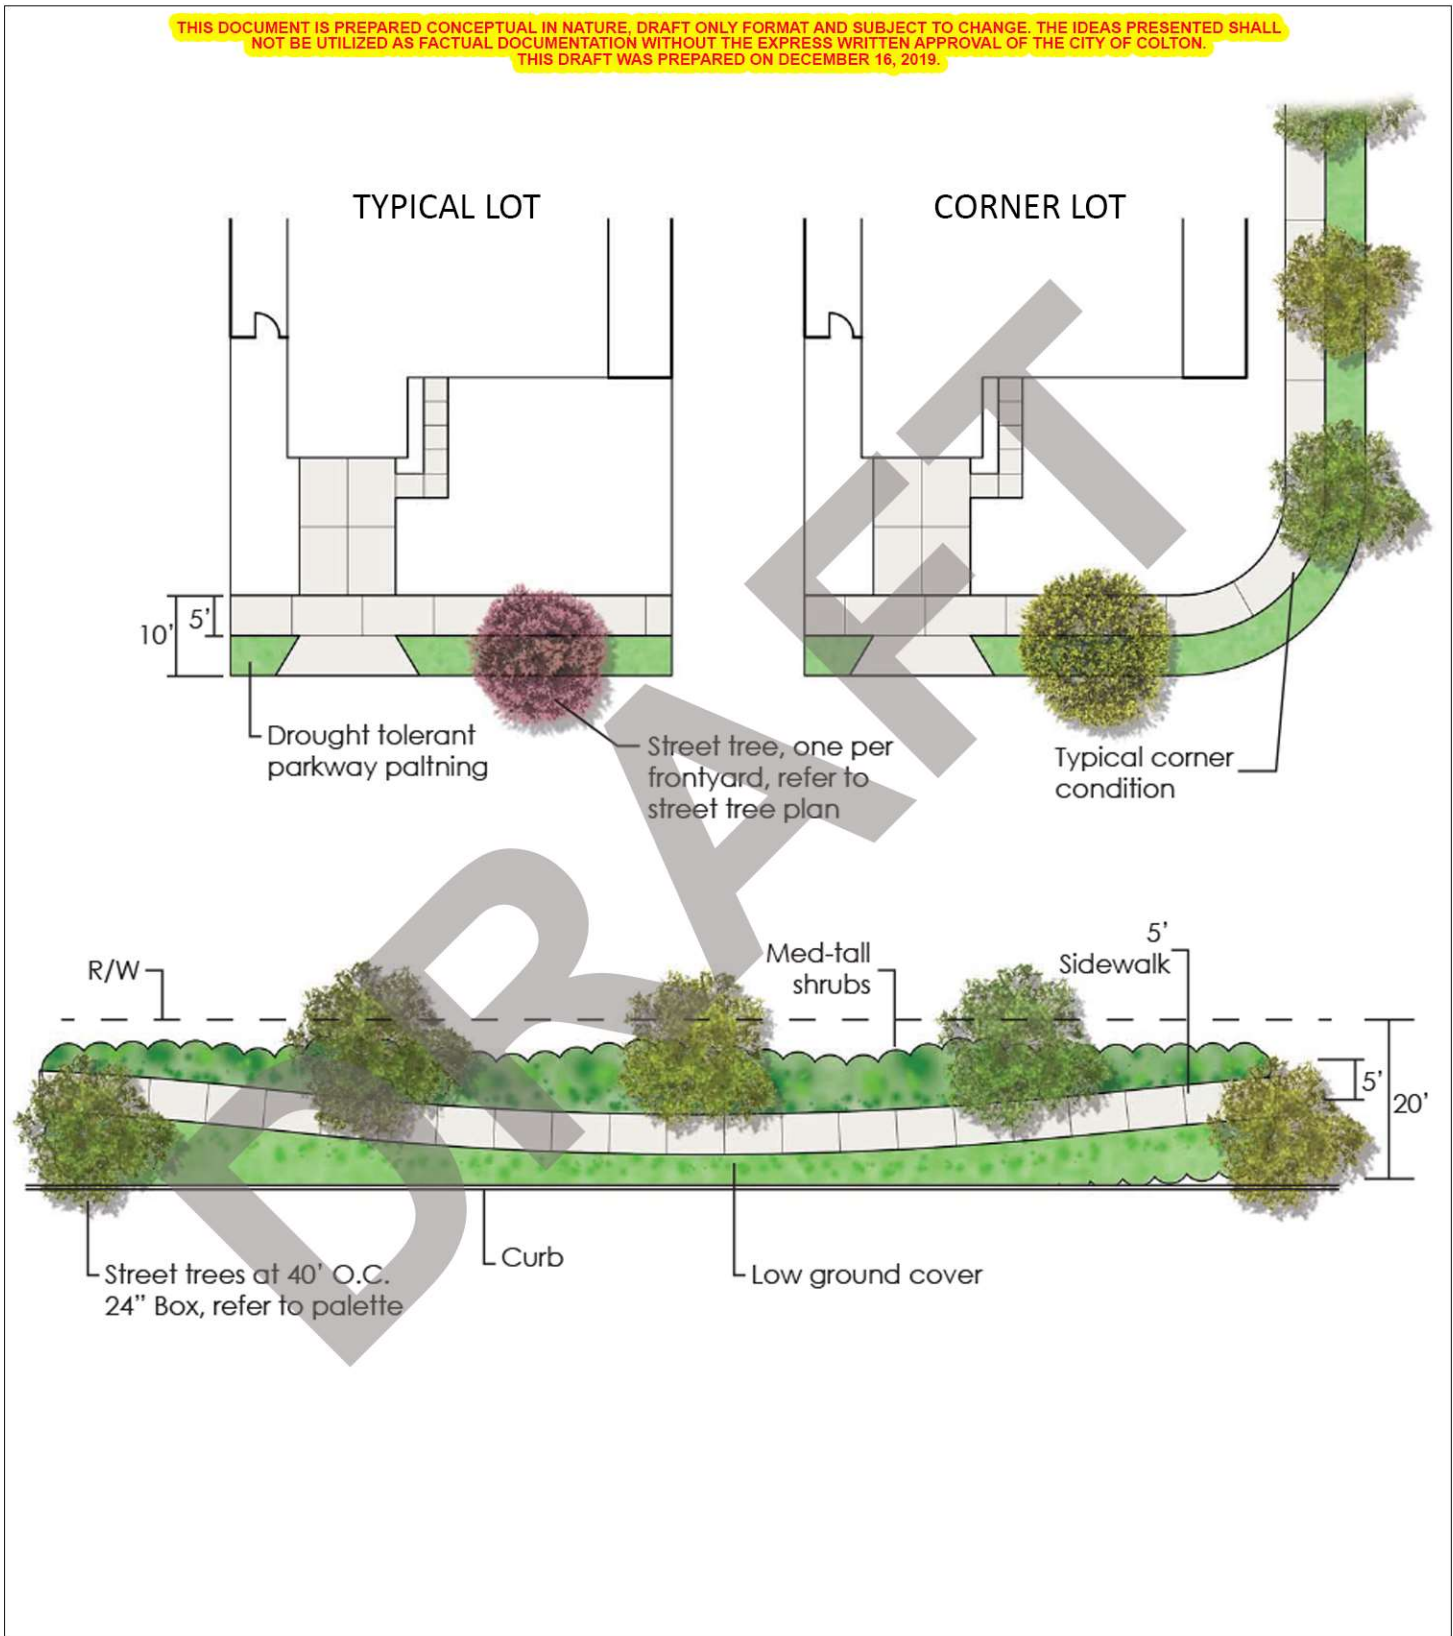 THIS DOCUMENT IS PREPARED CONCEPTUAL IN NATURE, DRAFT ONLY FORMAT AND SUBJECT TO CHANGE. THE IDEAS PRESENTED SHALL
NOT BE UTILIZED AS FACTUAL DOCUMENTATION WITHOUT THE EXPRESS WRITTEN APPROVAL OF THE CITY OF COLTON.
THIS DRAFT WAS PREPARED ON DECEMBER 16, 2019.
TYPICAL LOT
CORNER LOT
10'
5'
Drought tolerant
parkway paltning
Street tree, one per
frontyard, refer to
street tree plan
Typical corner
condition
DRAFT
R/W
Med-tall
shrubs
5'
Sidewalk
5'
20'
Street trees at 40' O.C.
24" Box, refer to palette
Curb
Low ground cover